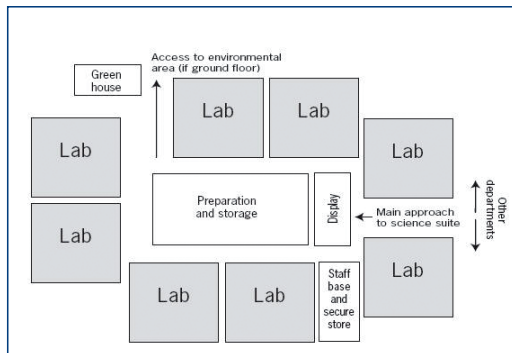 Access to environmental
area (if ground floor)
Green
house
Lab
Lab
Lab
Lab
Preparation
and storage
Display
Main approach
to science suite
Other
departments
Lab
Lab
Lab
Lab
Staff
base
and
secure
store